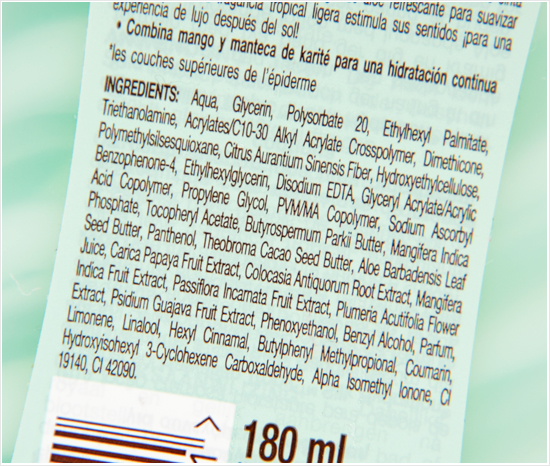 refrescante para suavizar
tropical ligera estimula sus sentidos ¡para una
experiencia de lujo después del sol!
• Combina mango y manteca de karité para una hidratación continua
*les couches supérieures de l'épiderme
INGREDIENTS: Aqua, Glycerin, Polysorbate 20, Ethylhexyl Palmitate,
Triethanolamine, Acrylates/C10-30 Alkyl Acrylate Crosspolymer, Dimethicone,
Polymethylsilsesquioxane, Citrus Aurantium Sinensis Fiber, Hydroxyethylcellulose,
Benzophenone-4, Ethylhexylglycerin, Disodium EDTA, Glyceryl Acrylate/Acrylic
Acid Copolymer, Propylene Glycol, PVM/MA Copolymer, Sodium Ascorbyl
Phosphate, Tocopheryl Acetate, Butyrospermum Parkii Butter, Mangifera Indica
Seed Butter, Panthenol, Theobroma Cacao Seed Butter, Aloe Barbadensis Leaf
Juice, Carica Papaya Fruit Extract, Colocasia Antiquorum Root Extract, Mangifera
Indica Fruit Extract, Passiflora Incarnata Fruit Extract, Plumeria Acutifolia Flower
Extract, Psidium Guajava Fruit Extract, Phenoxyethanol, Benzyl Alcohol, Parfum,
Limonene, Linalool, Hexyl Cinnamal, Butylphenyl Methylpropional, Coumarin,
Hydroxyisohexyl 3-Cyclohexene Carboxaldehyde, Alpha Isomethyl Ionone, CI
19140, CI 42090.
180 ml